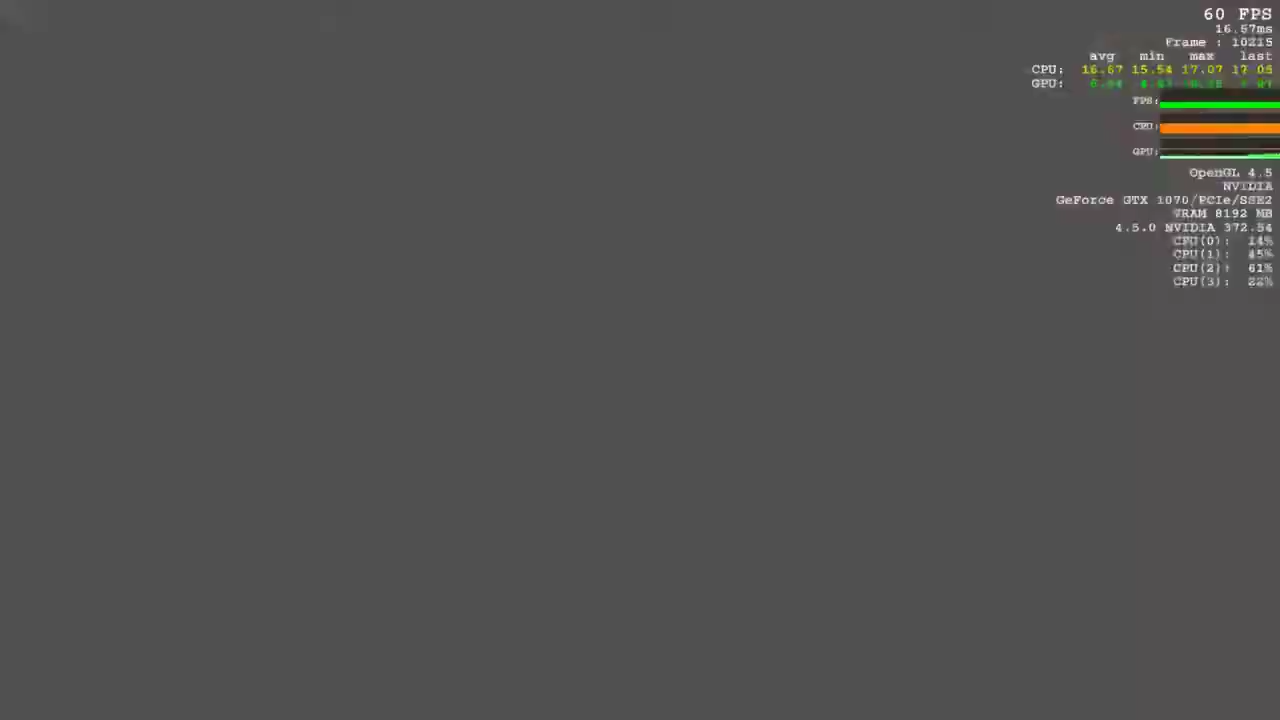 60 FPS
16.67ms
Frame : 10215
avg min max last
CPU: 16.67 15.54 17.07 17.05
GPU:
FPS:
CPU:
GPU:
OpenGL 4.5
NVIDIA
GeForce GTX 1070/PCIe/SSE2
VRAM 8192 MB
4.5.0 NVIDIA 372.54
CPU(0): 14%
CPU(1): 45%
CPU(2): 61%
CPU(3): 22%